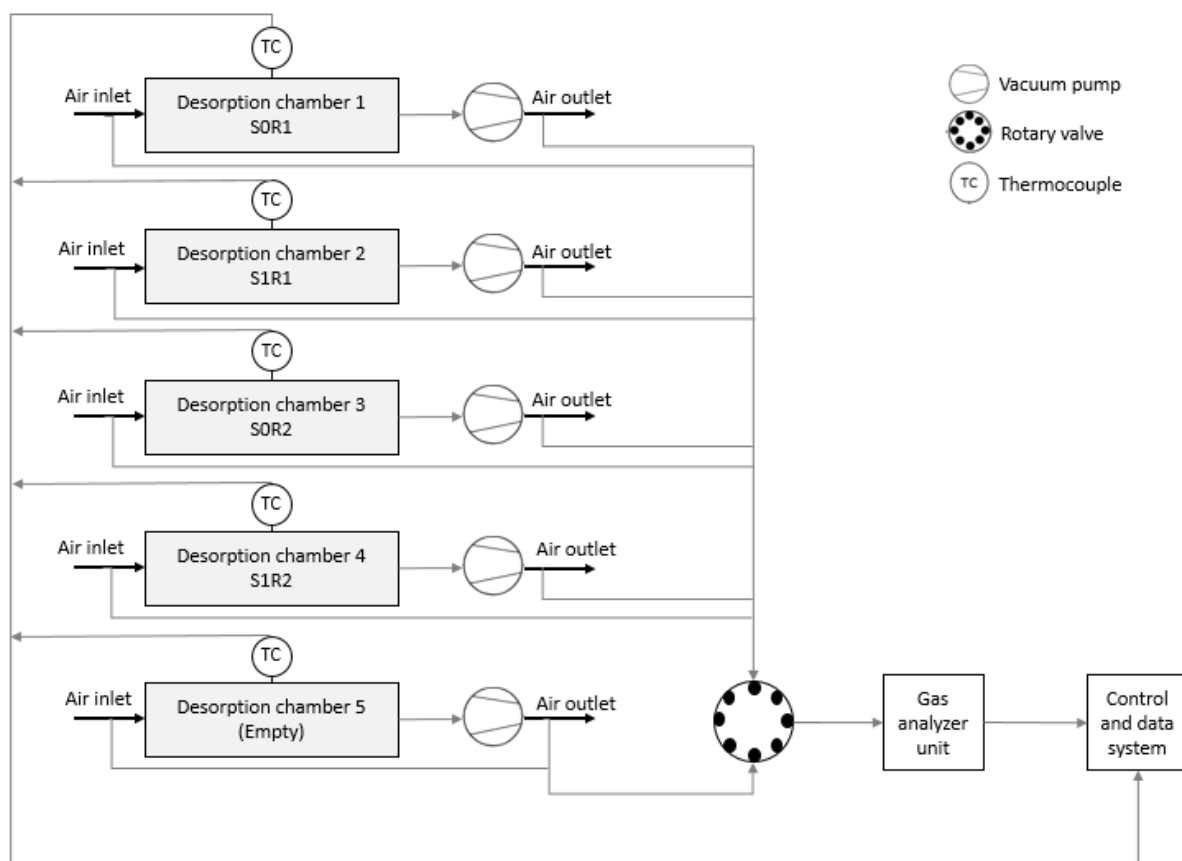 TC
Air inlet
Desorption chamber 1
S0R1
Air outlet
Vacuum pump
Rotary valve
TC
Thermocouple
TC
Air inlet
Desorption chamber 2
S1R1
Air outlet
TC
Air inlet
Desorption chamber 3
S0R2
Air outlet
TC
Air inlet
Desorption chamber 4
S1R2
Air outlet
TC
Air inlet
Desorption chamber 5
(Empty)
Air outlet
Gas
analyzer
unit
Control
and data
system